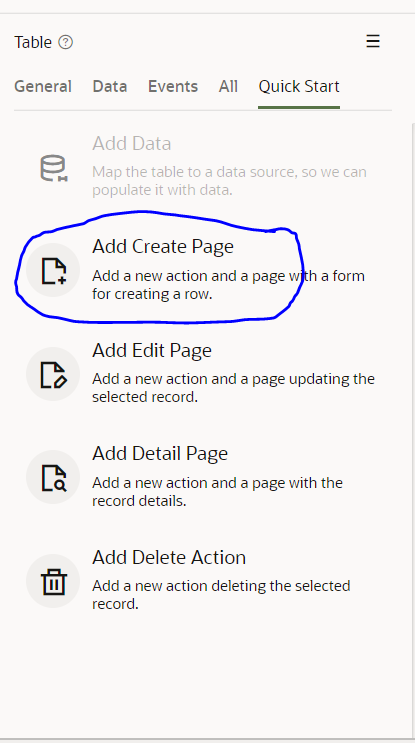 Table
General Data Events All Quick Start
Add Data
Map the table to a data source, so we can
populate it with data.
Add Create Page
Add a new action and a page with a form
for creating a row.
Add Edit Page
Add a new action and a page updating the
selected record.
Add Detail Page
Add a new action and a page with the
record details.
Add Delete Action
Add a new action deleting the selected
record.